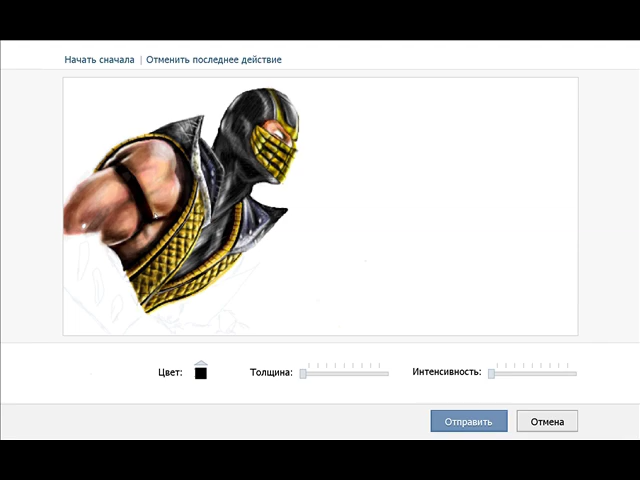 Начать сначала | Отменить последнее действие
Цвет: Толщина: Интенсивность:
Отправить Отмена